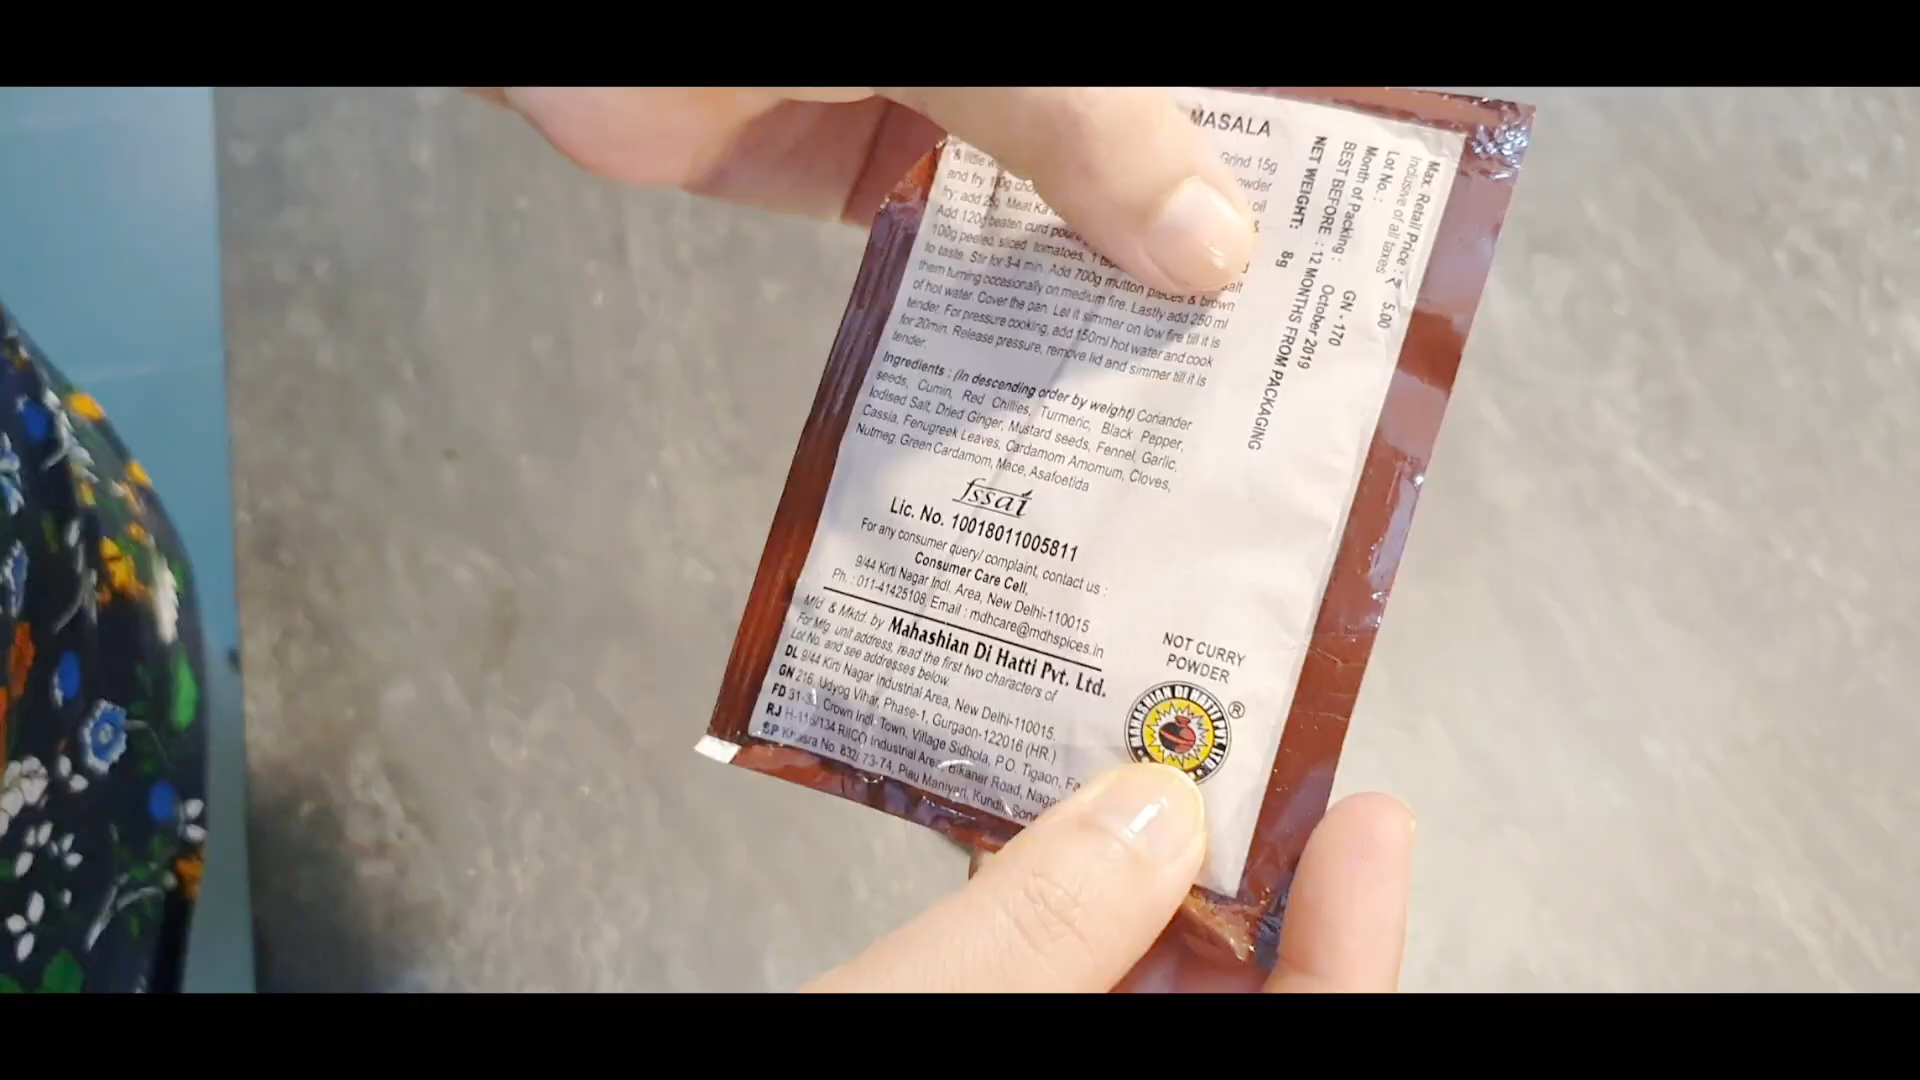 MASALA
Grind 15g
& little
and fry
oil
fry, add 25g Meat Ka
Add 120g beaten curd
100g peeled, sliced tomatoes, 1
to taste. Stir for 3-4 min. Add 700g mutton pieces & brown
them turning occasionally on medium fire. Lastly add 250 ml
of hot water. Cover the pan. Let it simmer on low fire till it is
tender. For pressure cooking, add 150ml hot water and cook
for 20min. Release pressure, remove lid and simmer till it is
tender.
Ingredients : (In descending order by weight) Coriander
seeds, Cumin, Red Chillies, Turmeric, Black Pepper,
Iodised Salt, Dried Ginger, Mustard seeds, Fennel, Garlic,
Cassia, Fenugreek Leaves, Cardamom Amomum, Cloves,
Nutmeg, Green Cardamom, Mace, Asafoetida
fssai
Lic. No. 10018011005811
For any consumer query/ complaint, contact us :
Consumer Care Cell,
9/44 Kirti Nagar Indl. Area, New Delhi-110015
Ph. : 011-41425108, Email : mdhcare@mdhspices.in
Mfd. & Mktd. by Mahashian Di Hatti Pvt. Ltd.
For Mfg. unit address, read the first two characters of
Lot No. and see addresses below.
DL 9/44 Kirti Nagar Industrial Area, New Delhi-110015.
GN 216, Udyog Vihar, Phase-1, Gurgaon-122016 (HR.)
FD Crown Indl. Town, Village Sidhola, P.O. Tigaon,
RJ RIICO Industrial Area, Bikaner Road,
SP Khasra No. 73-74, Piau Maniyari, Kundli,
Max. Retail Price : ₹ 5.00
inclusive of all taxes
Lot No. : GN - 170
Month of Packing : October 2019
BEST BEFORE : 12 MONTHS FROM PACKAGING
NET WEIGHT: 8g
NOT CURRY
POWDER
MAHASHIAN DI HATTI PVT. LTD.
®